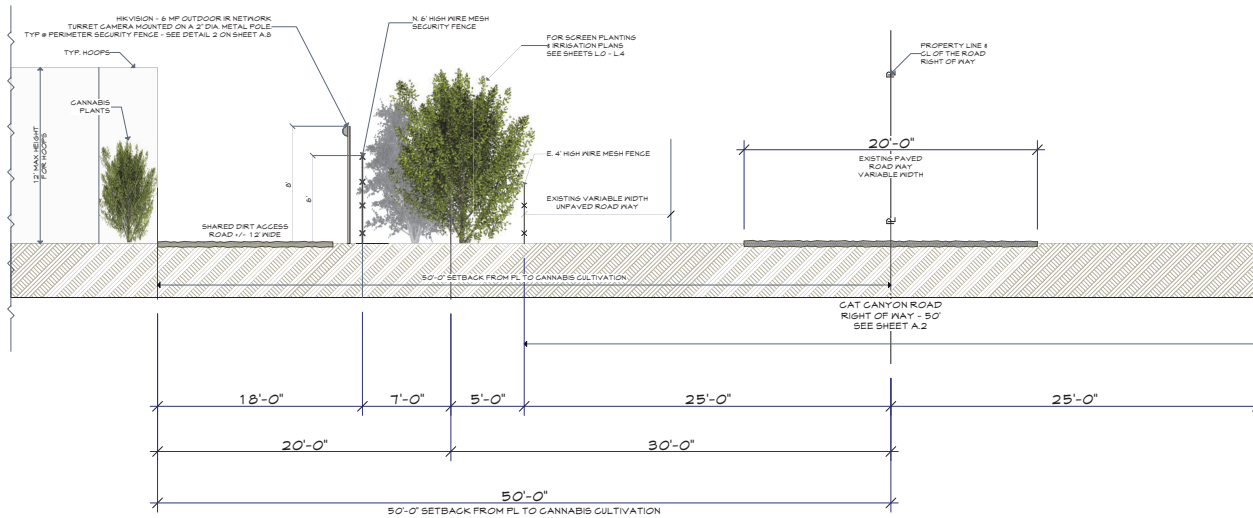 HIKVISION - 6 MP OUTDOOR IR NETWORK
TURRET CAMERA MOUNTED ON A 2" DIA. METAL POLE
TYP @ PERIMETER SECURITY FENCE - SEE DETAIL 2 ON SHEET A.8
N. 6' HIGH WIRE MESH
SECURITY FENCE
FOR SCREEN PLANTING
& IRRIGATION PLANS
SEE SHEETS L.0 - L.4
PROPERTY LINE &
CL OF THE ROAD
RIGHT OF WAY
TYP. HOOPS
CANNABIS
PLANTS
12' MAX HEIGHT
FOR HOOPS
8'
6'
E. 4' HIGH WIRE MESH FENCE
20'-0"
EXISTING PAVED
ROAD WAY
VARIABLE WIDTH
EXISTING VARIABLE WIDTH
UNPAVED ROAD WAY
SHARED DIRT ACCESS
ROAD +/- 12' WIDE
PL
PL
50'-0" SETBACK FROM PL TO CANNABIS CULTIVATION
CAT CANYON ROAD
RIGHT OF WAY - 50'
SEE SHEET A.2
18'-0"
7'-0"
5'-0"
25'-0"
25'-0"
20'-0"
30'-0"
50'-0"
50'-0" SETBACK FROM PL TO CANNABIS CULTIVATION